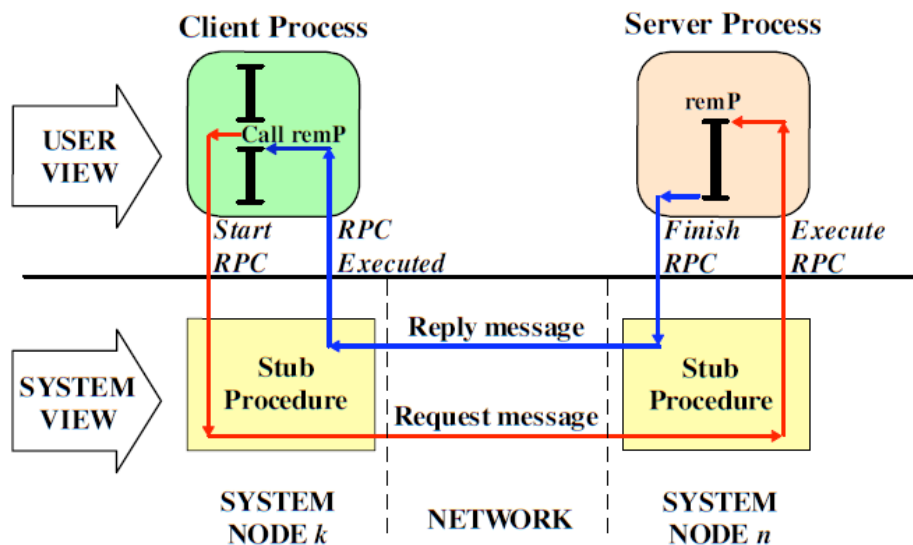 Client Process
Server Process
USER
VIEW
Call remP
remP
Start
RPC
RPC
Executed
Finish
RPC
Execute
RPC
SYSTEM
VIEW
Stub
Procedure
Reply message
Request message
Stub
Procedure
SYSTEM
NODE k
NETWORK
SYSTEM
NODE n